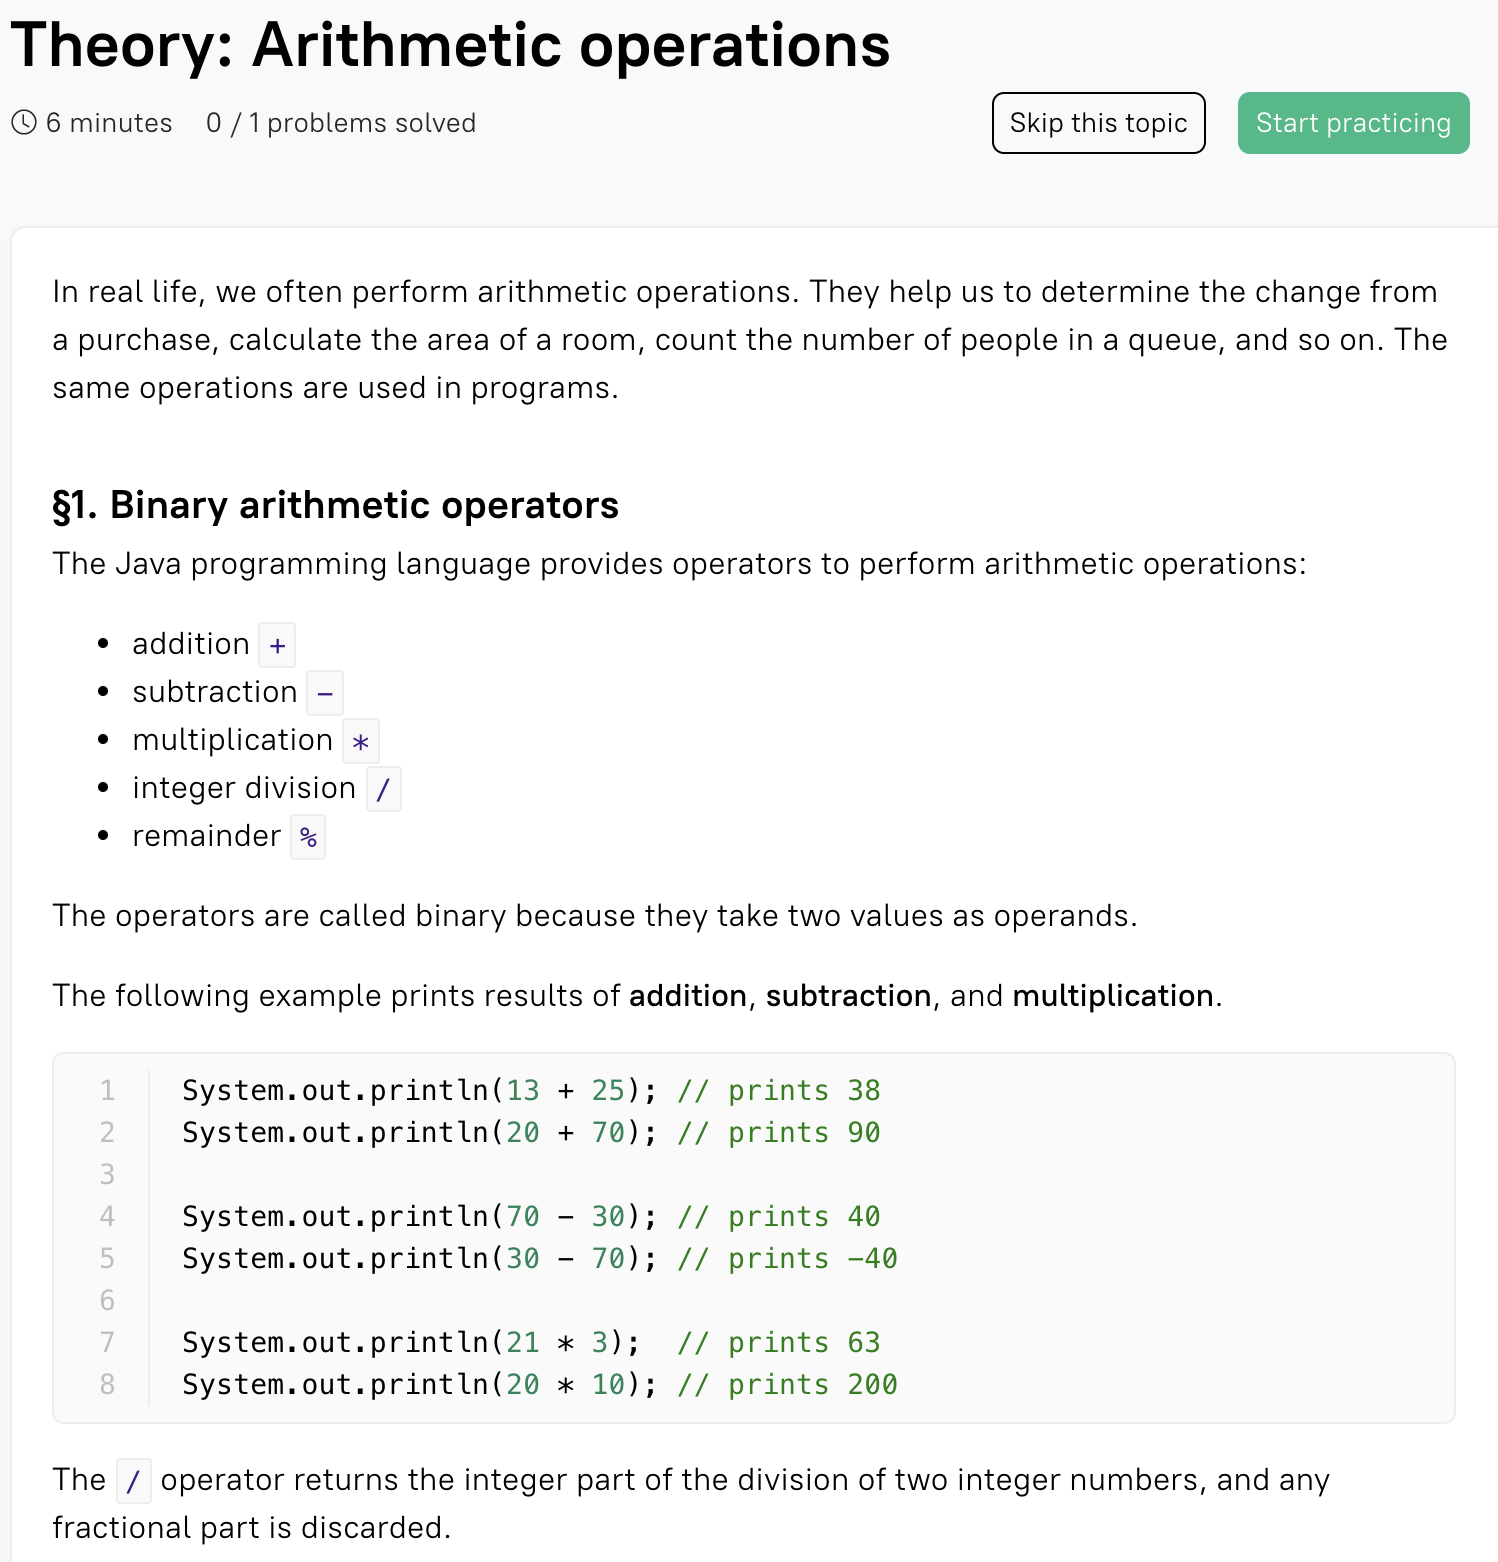 Theory: Arithmetic operations
6 minutes 0 / 1 problems solved
Skip this topic
Start practicing
In real life, we often perform arithmetic operations. They help us to determine the change from
a purchase, calculate the area of a room, count the number of people in a queue, and so on. The
same operations are used in programs.
§1. Binary arithmetic operators
The Java programming language provides operators to perform arithmetic operations:
• addition +
• subtraction -
• multiplication *
• integer division /
• remainder %
The operators are called binary because they take two values as operands.
The following example prints results of addition, subtraction, and multiplication.
1 System.out.println(13 + 25); // prints 38
2 System.out.println(20 + 70); // prints 90
3
4 System.out.println(70 - 30); // prints 40
5 System.out.println(30 - 70); // prints -40
6
7 System.out.println(21 * 3);  // prints 63
8 System.out.println(20 * 10); // prints 200
The / operator returns the integer part of the division of two integer numbers, and any
fractional part is discarded.